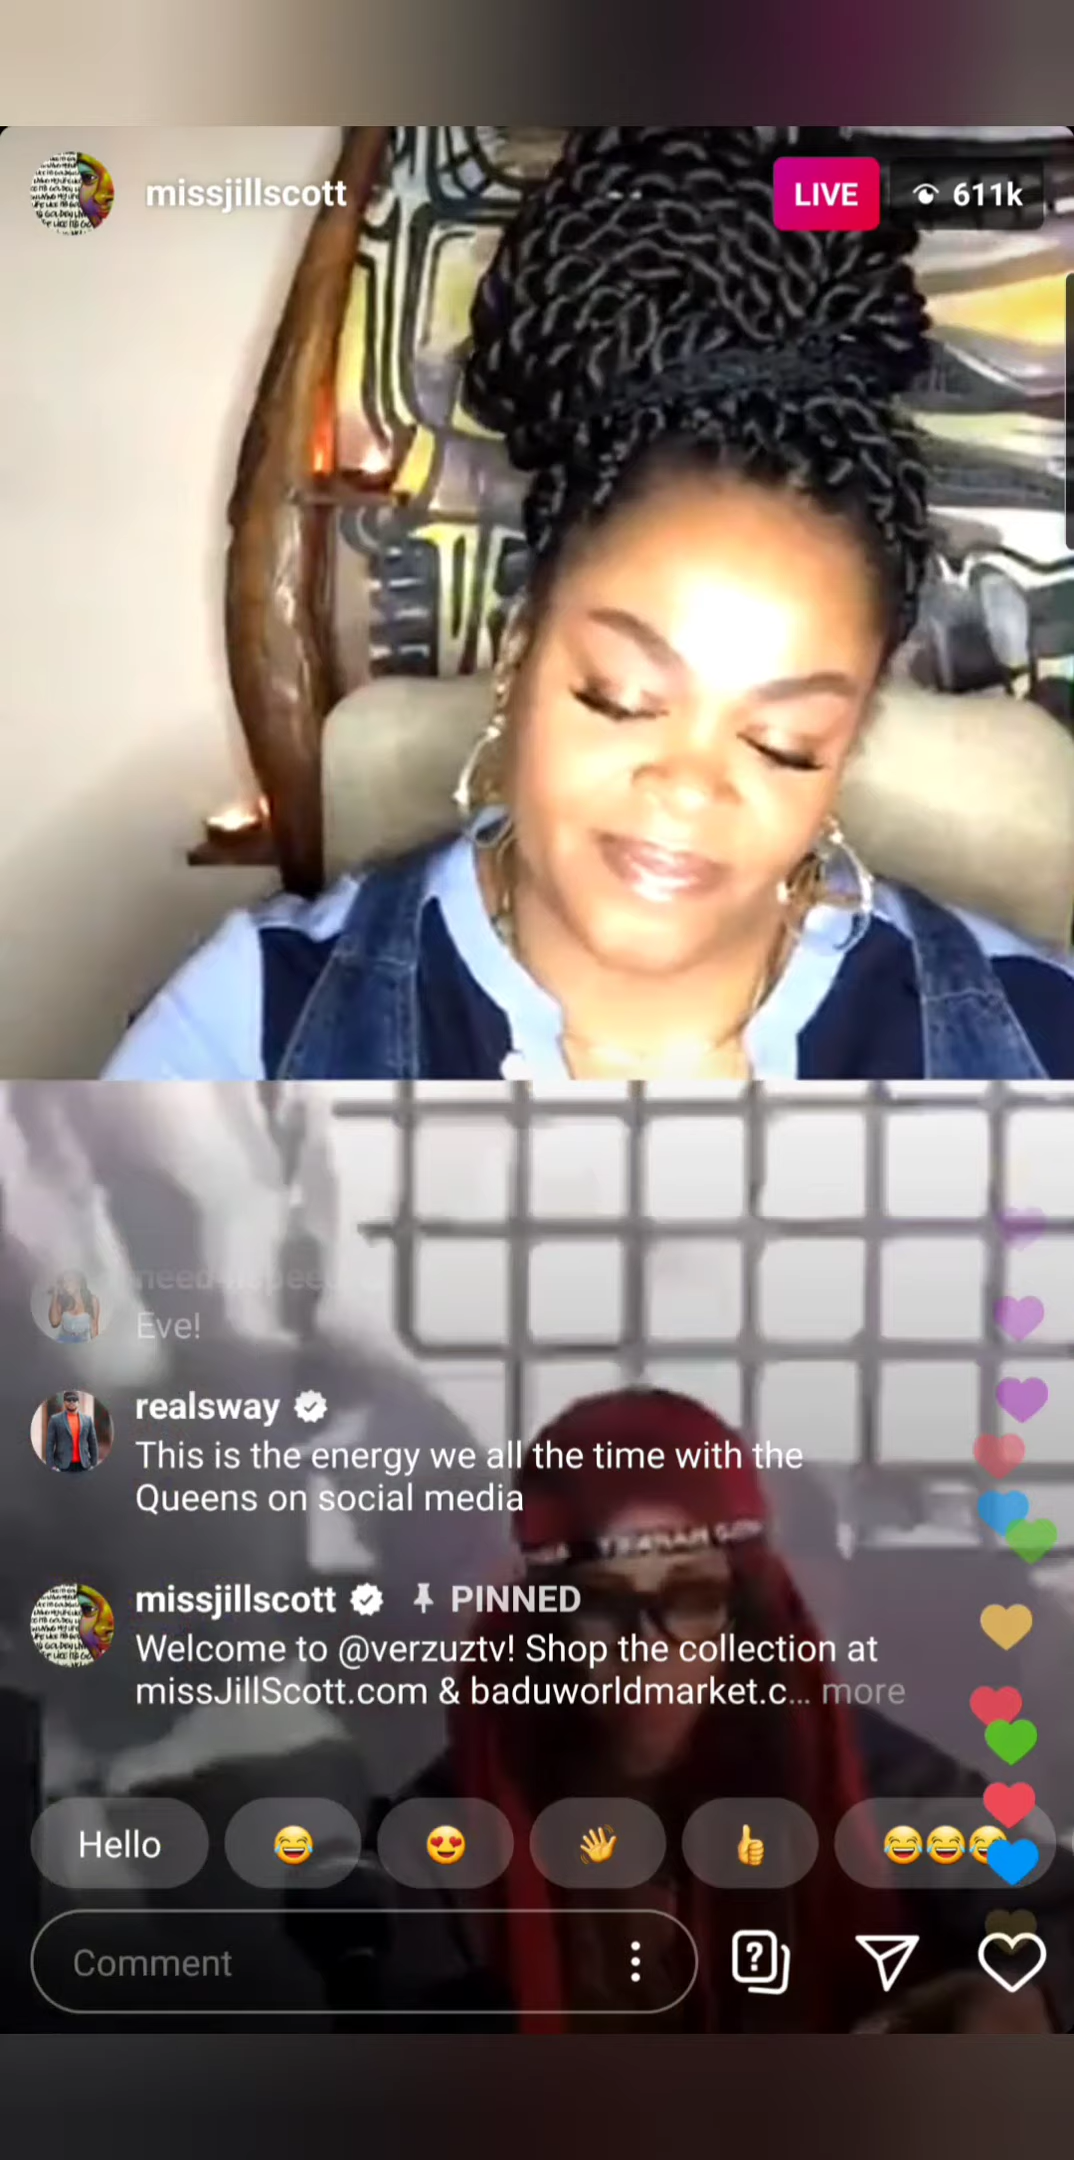 missjillscott
LIVE
611k
Eve!
realsway
This is the energy we all the time with the
Queens on social media
missjillscott PINNED
Welcome to @verzuztv! Shop the collection at
missJillScott.com & baduworldmarket.c... more
Hello
Comment